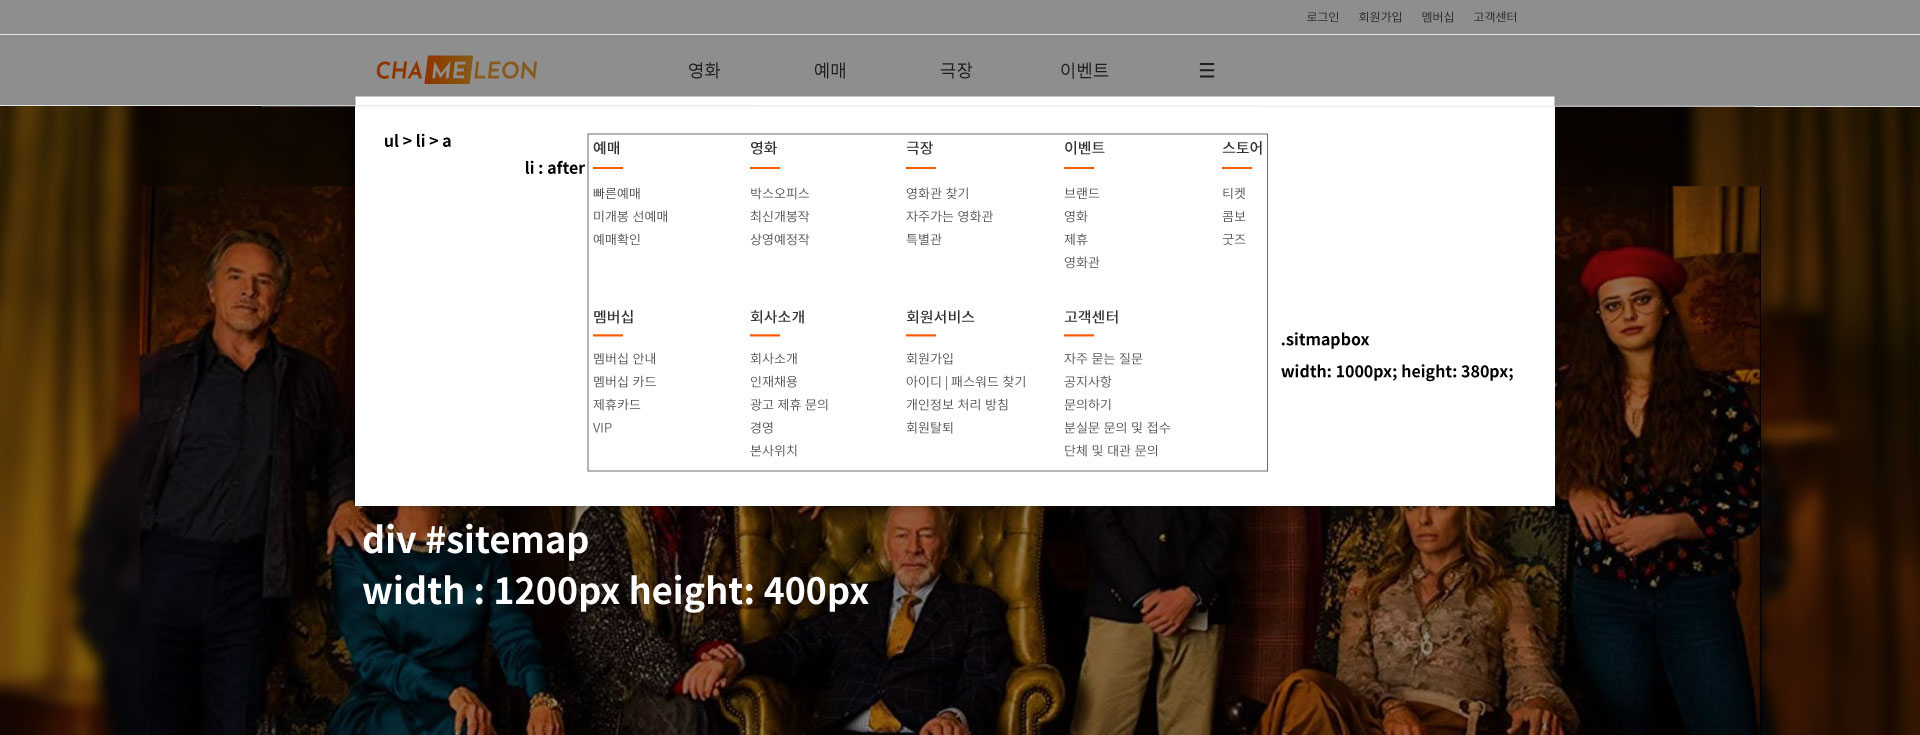 로그인 회원가입 멤버십 고객센터
CHAMELEON 영화 예매 극장 이벤트
ul > li > a
li : after
예매 영화 극장 이벤트 스토어
빠른예매 박스오피스 영화관 찾기 브랜드 티켓
미개봉 선예매 최신개봉작 자주가는 영화관 영화 콤보
예매확인 상영예정작 특별관 제휴 굿즈
영화관
멤버십 회사소개 회원서비스 고객센터
.sitmapbox
멤버십 안내 회사소개 회원가입 자주 묻는 질문
width: 1000px; height: 380px;
멤버십 카드 인재채용 아이디 | 패스워드 찾기 공지사항
제휴카드 광고 제휴 문의 개인정보 처리 방침 문의하기
VIP 경영 회원탈퇴 분실문 문의 및 접수
본사위치 단체 및 대관 문의
div #sitemap
width : 1200px height: 400px